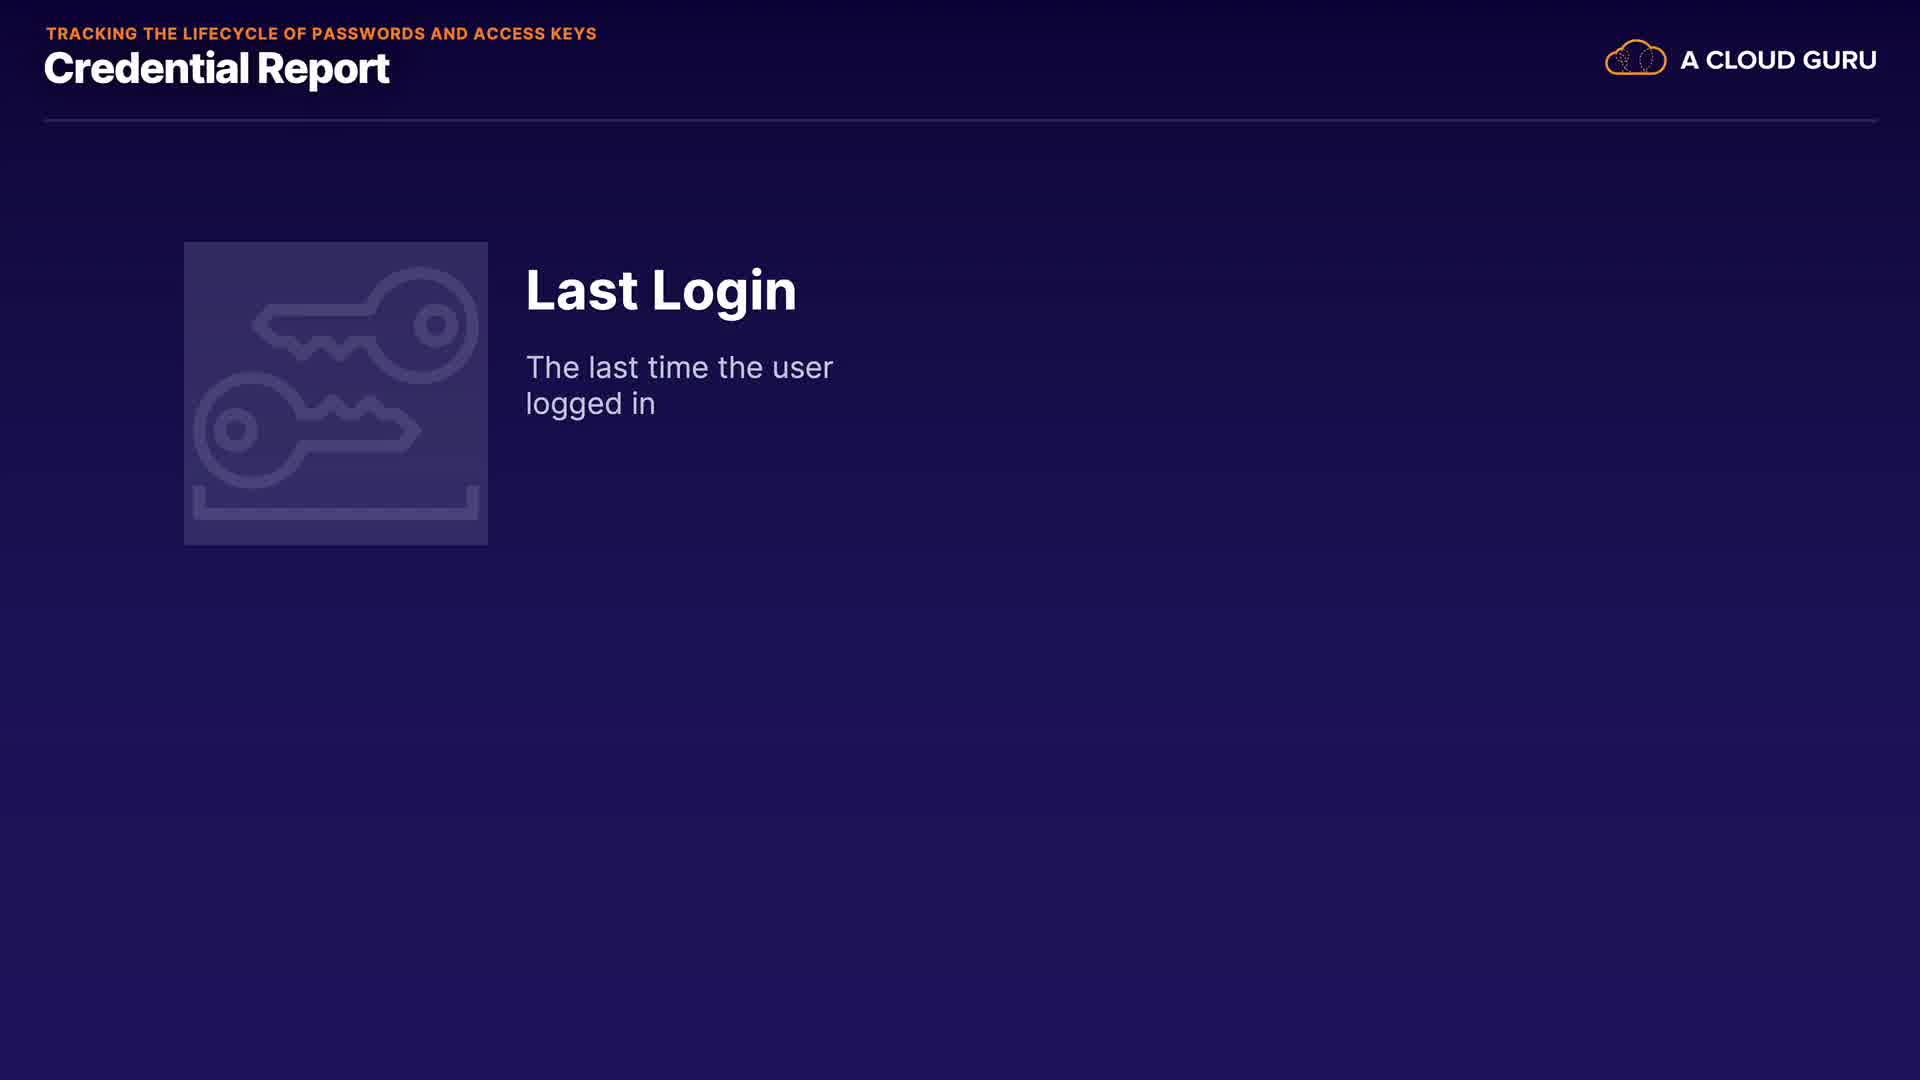 TRACKING THE LIFECYCLE OF PASSWORDS AND ACCESS KEYS
Credential Report
A CLOUD GURU
Last Login
The last time the user
logged in